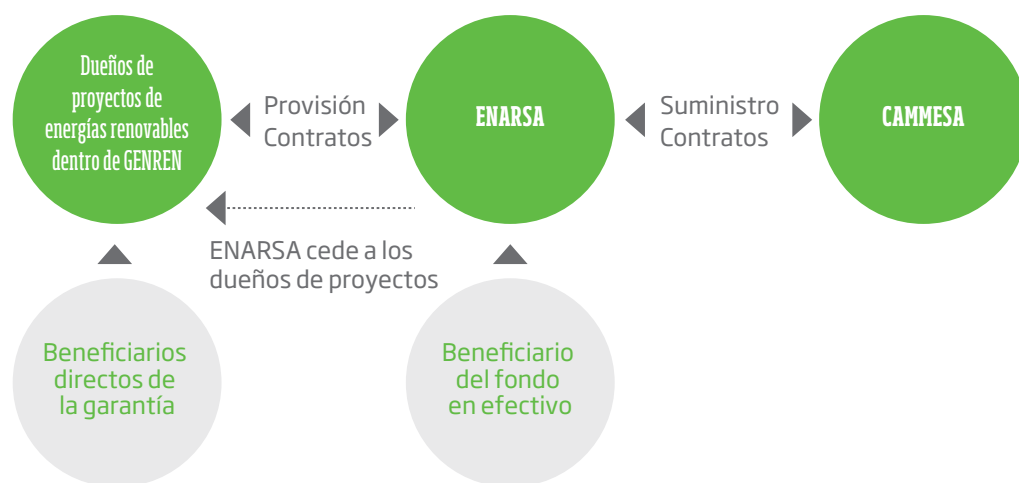 Dueños de
proyectos de
energías renovables
dentro de GENREN
Provisión
Contratos
ENARSA
Suministro
Contratos
CAMMESA
ENARSA cede a los
dueños de proyectos
Beneficiarios
directos de
la garantía
Beneficiario
del fondo
en efectivo